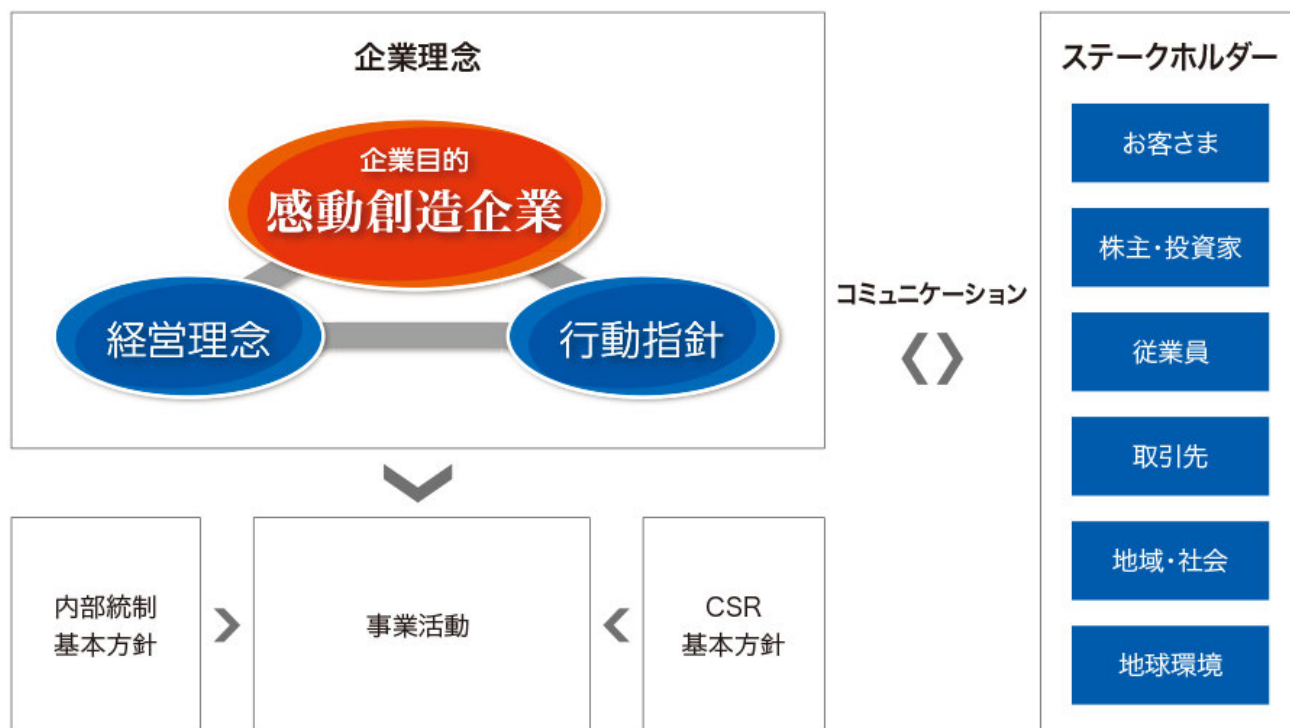 企業理念
企業目的
感動創造企業
経営理念
行動指針
コミュニケーション
内部統制
基本方針
事業活動
CSR
基本方針
ステークホルダー
お客さま
株主・投資家
従業員
取引先
地域・社会
地球環境